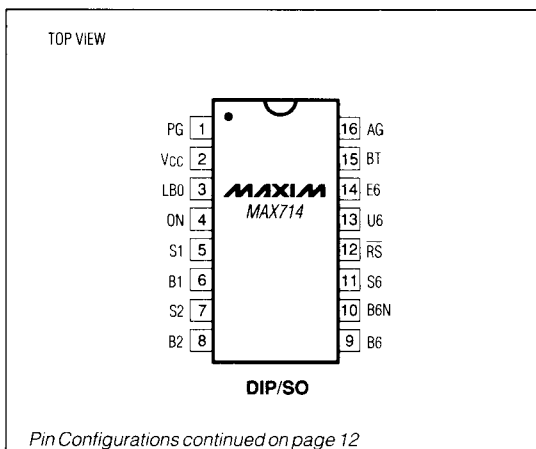 TOP VIEW
PG 1 16 AG
VCC 2 15 BT
LBO 3 MAXIM 14 E6
ON 4 MAX714 13 U6
S1 5 12 R̅S̅
B1 6 11 S6
S2 7 10 B6N
B2 8 9 B6
DIP/SO
Pin Configurations continued on page 12